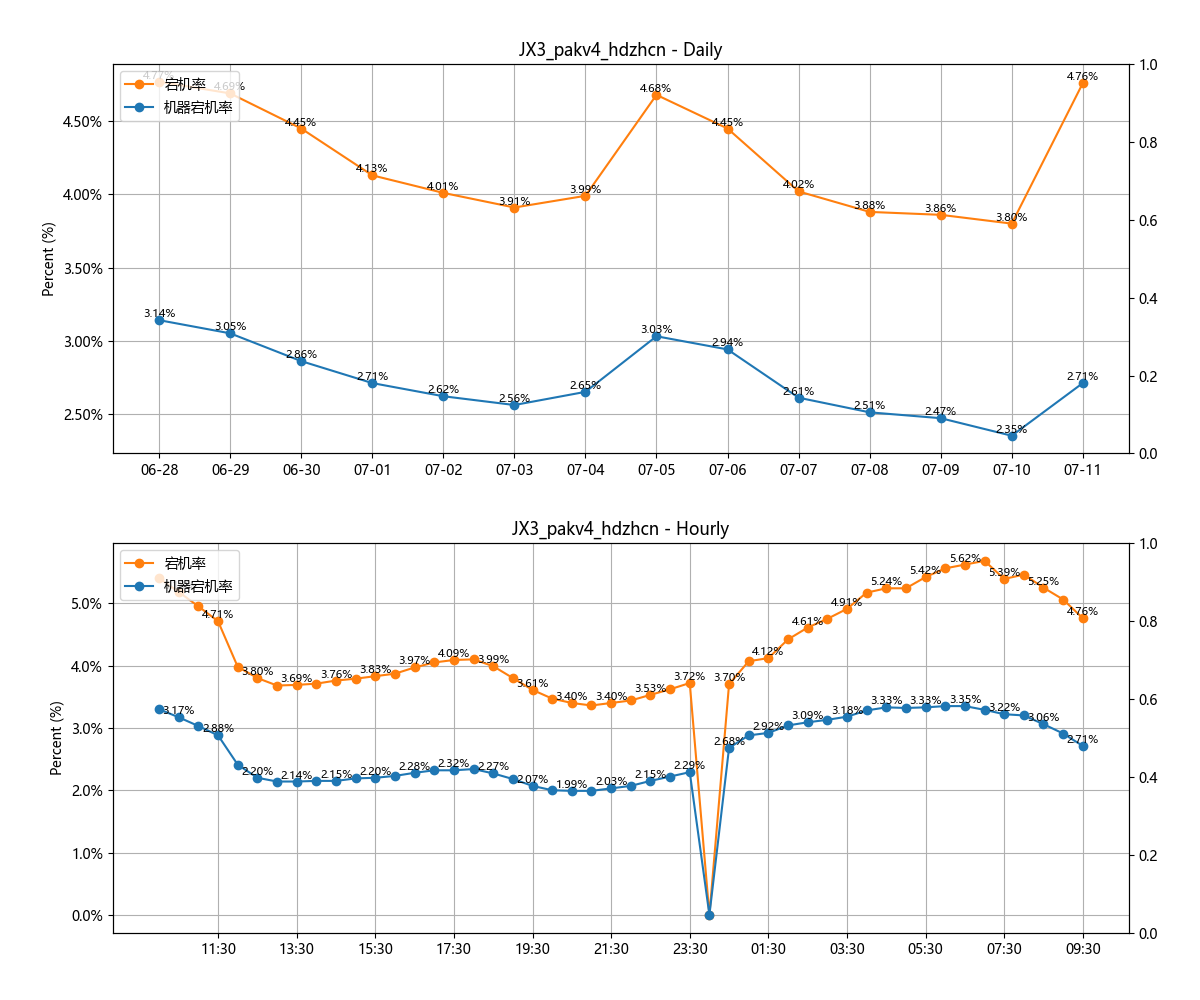 JX3_pakv4_hdzhcn - Daily
宕机率
机器宕机率
4.77% 4.69% 4.45% 4.13% 4.01% 3.91% 3.99% 4.68% 4.45% 4.02% 3.88% 3.86% 3.80% 4.76%
3.14% 3.05% 2.86% 2.71% 2.62% 2.56% 2.65% 3.03% 2.94% 2.61% 2.51% 2.47% 2.35% 2.71%
Percent (%)
4.50%
4.00%
3.50%
3.00%
2.50%
1.0
0.8
0.6
0.4
0.2
0.0
06-28 06-29 06-30 07-01 07-02 07-03 07-04 07-05 07-06 07-07 07-08 07-09 07-10 07-11
JX3_pakv4_hdzhcn - Hourly
宕机率
机器宕机率
4.71% 3.80% 3.69% 3.76% 3.83% 3.97% 4.09% 3.99% 3.61% 3.40% 3.40% 3.53% 3.72% 3.70% 4.12% 4.61% 4.91% 5.24% 5.42% 5.62% 5.39% 5.25% 4.76%
3.17% 2.88% 2.20% 2.14% 2.15% 2.20% 2.28% 2.32% 2.27% 2.07% 1.99% 2.03% 2.15% 2.29% 2.68% 2.92% 3.09% 3.18% 3.33% 3.33% 3.35% 3.22% 3.06% 2.71%
Percent (%)
5.0%
4.0%
3.0%
2.0%
1.0%
0.0%
1.0
0.8
0.6
0.4
0.2
0.0
11:30 13:30 15:30 17:30 19:30 21:30 23:30 01:30 03:30 05:30 07:30 09:30